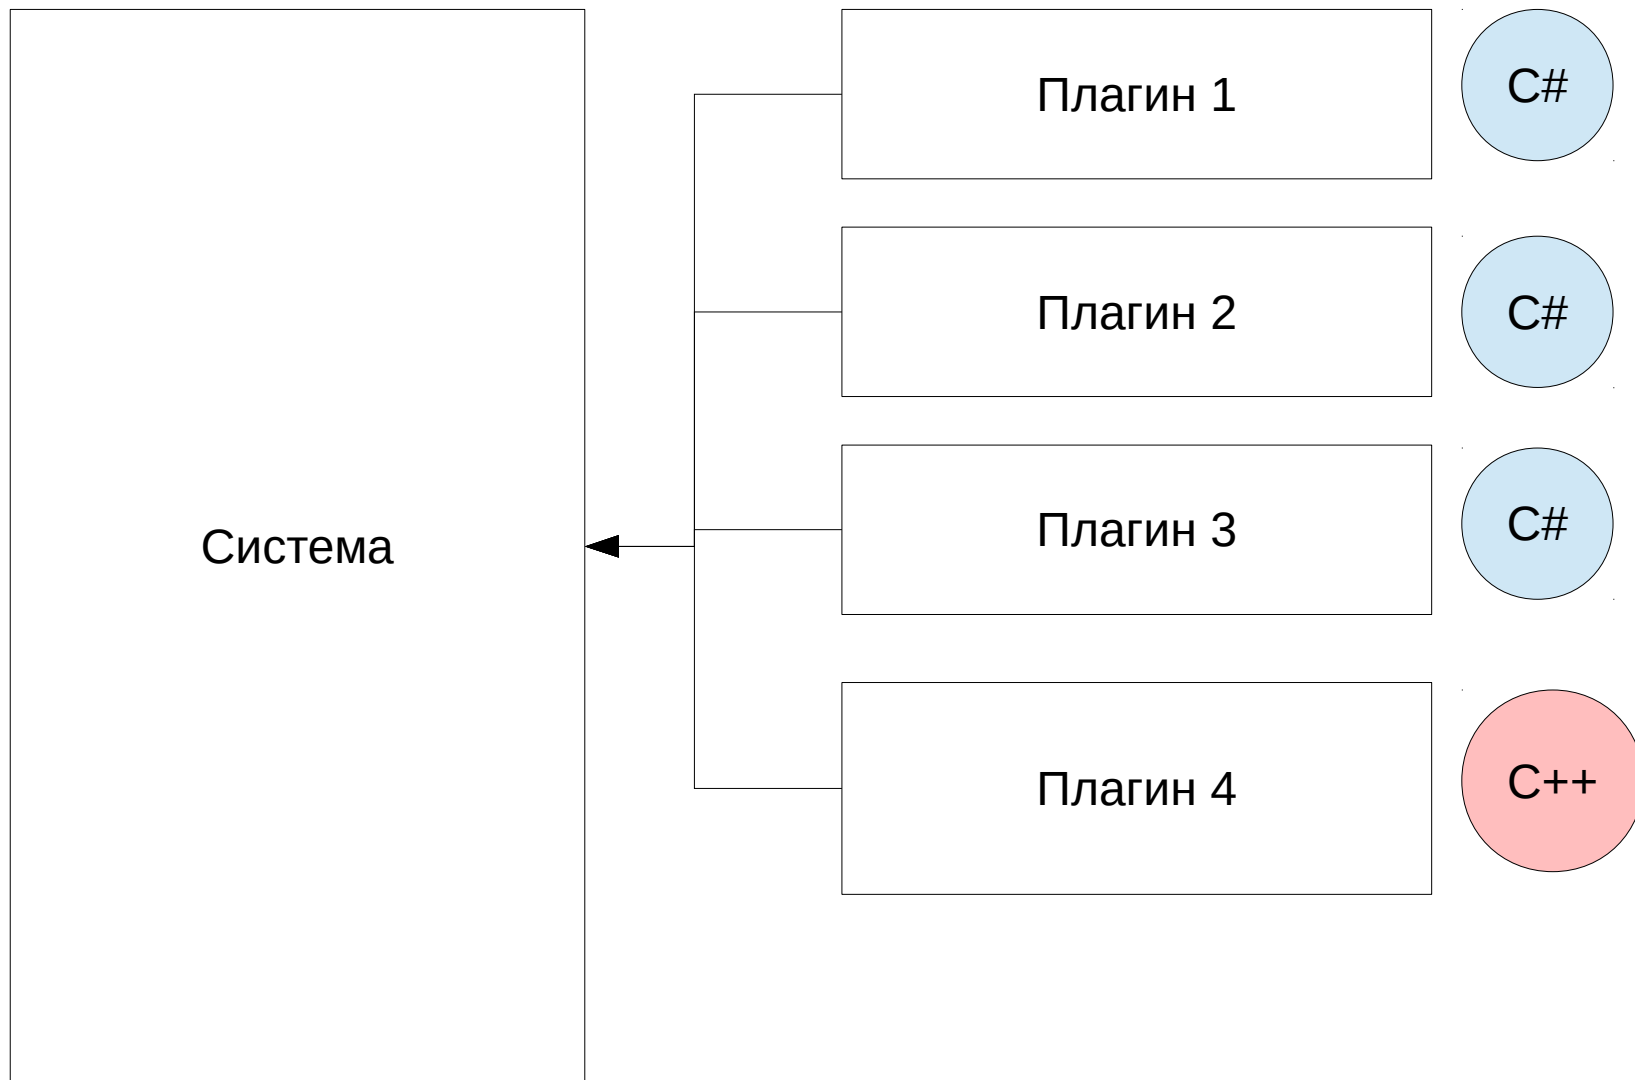 Плагин 1
C#
Плагин 2
C#
Система
Плагин 3
C#
Плагин 4
C++